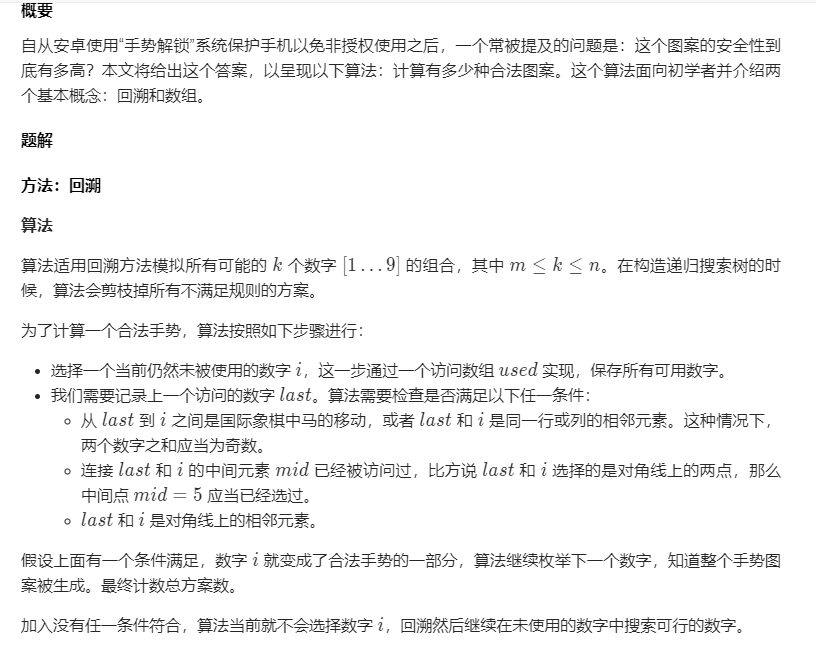 概要
自从安卓使用“手势解锁”系统保护手机以免非授权使用之后，一个常被提及的问题是：这个图案的安全性到
底有多高？本文将给出这个答案，以呈现以下算法：计算有多少种合法图案。这个算法面向初学者并介绍两
个基本概念：回溯和数组。
题解
方法：回溯
算法
算法适用回溯方法模拟所有可能的 k 个数字 [1…9] 的组合，其中 m ≤ k ≤ n。在构造递归搜索树的时
候，算法会剪枝掉所有不满足规则的方案。
为了计算一个合法手势，算法按照如下步骤进行：
• 选择一个当前仍然未被使用的数字 i，这一步通过一个访问数组 used 实现，保存所有可用数字。
• 我们需要记录上一个访问的数字 last。算法需要检查是否满足以下任一条件：
◦ 从 last 到 i 之间是国际象棋中马的移动，或者 last 和 i 是同一行或列的相邻元素。这种情况下，
两个数字之和应当为奇数。
◦ 连接 last 和 i 的中间元素 mid 已经被访问过，比方说 last 和 i 选择的是对角线上的两点，那么
中间点 mid = 5 应当已经选过。
◦ last 和 i 是对角线上的相邻元素。
假设上面有一个条件满足，数字 i 就变成了合法手势的一部分，算法继续枚举下一个数字，知道整个手势图
案被生成。最终计数总方案数。
加入没有任一条件符合，算法当前就不会选择数字 i，回溯然后继续在未使用的数字中搜索可行的数字。